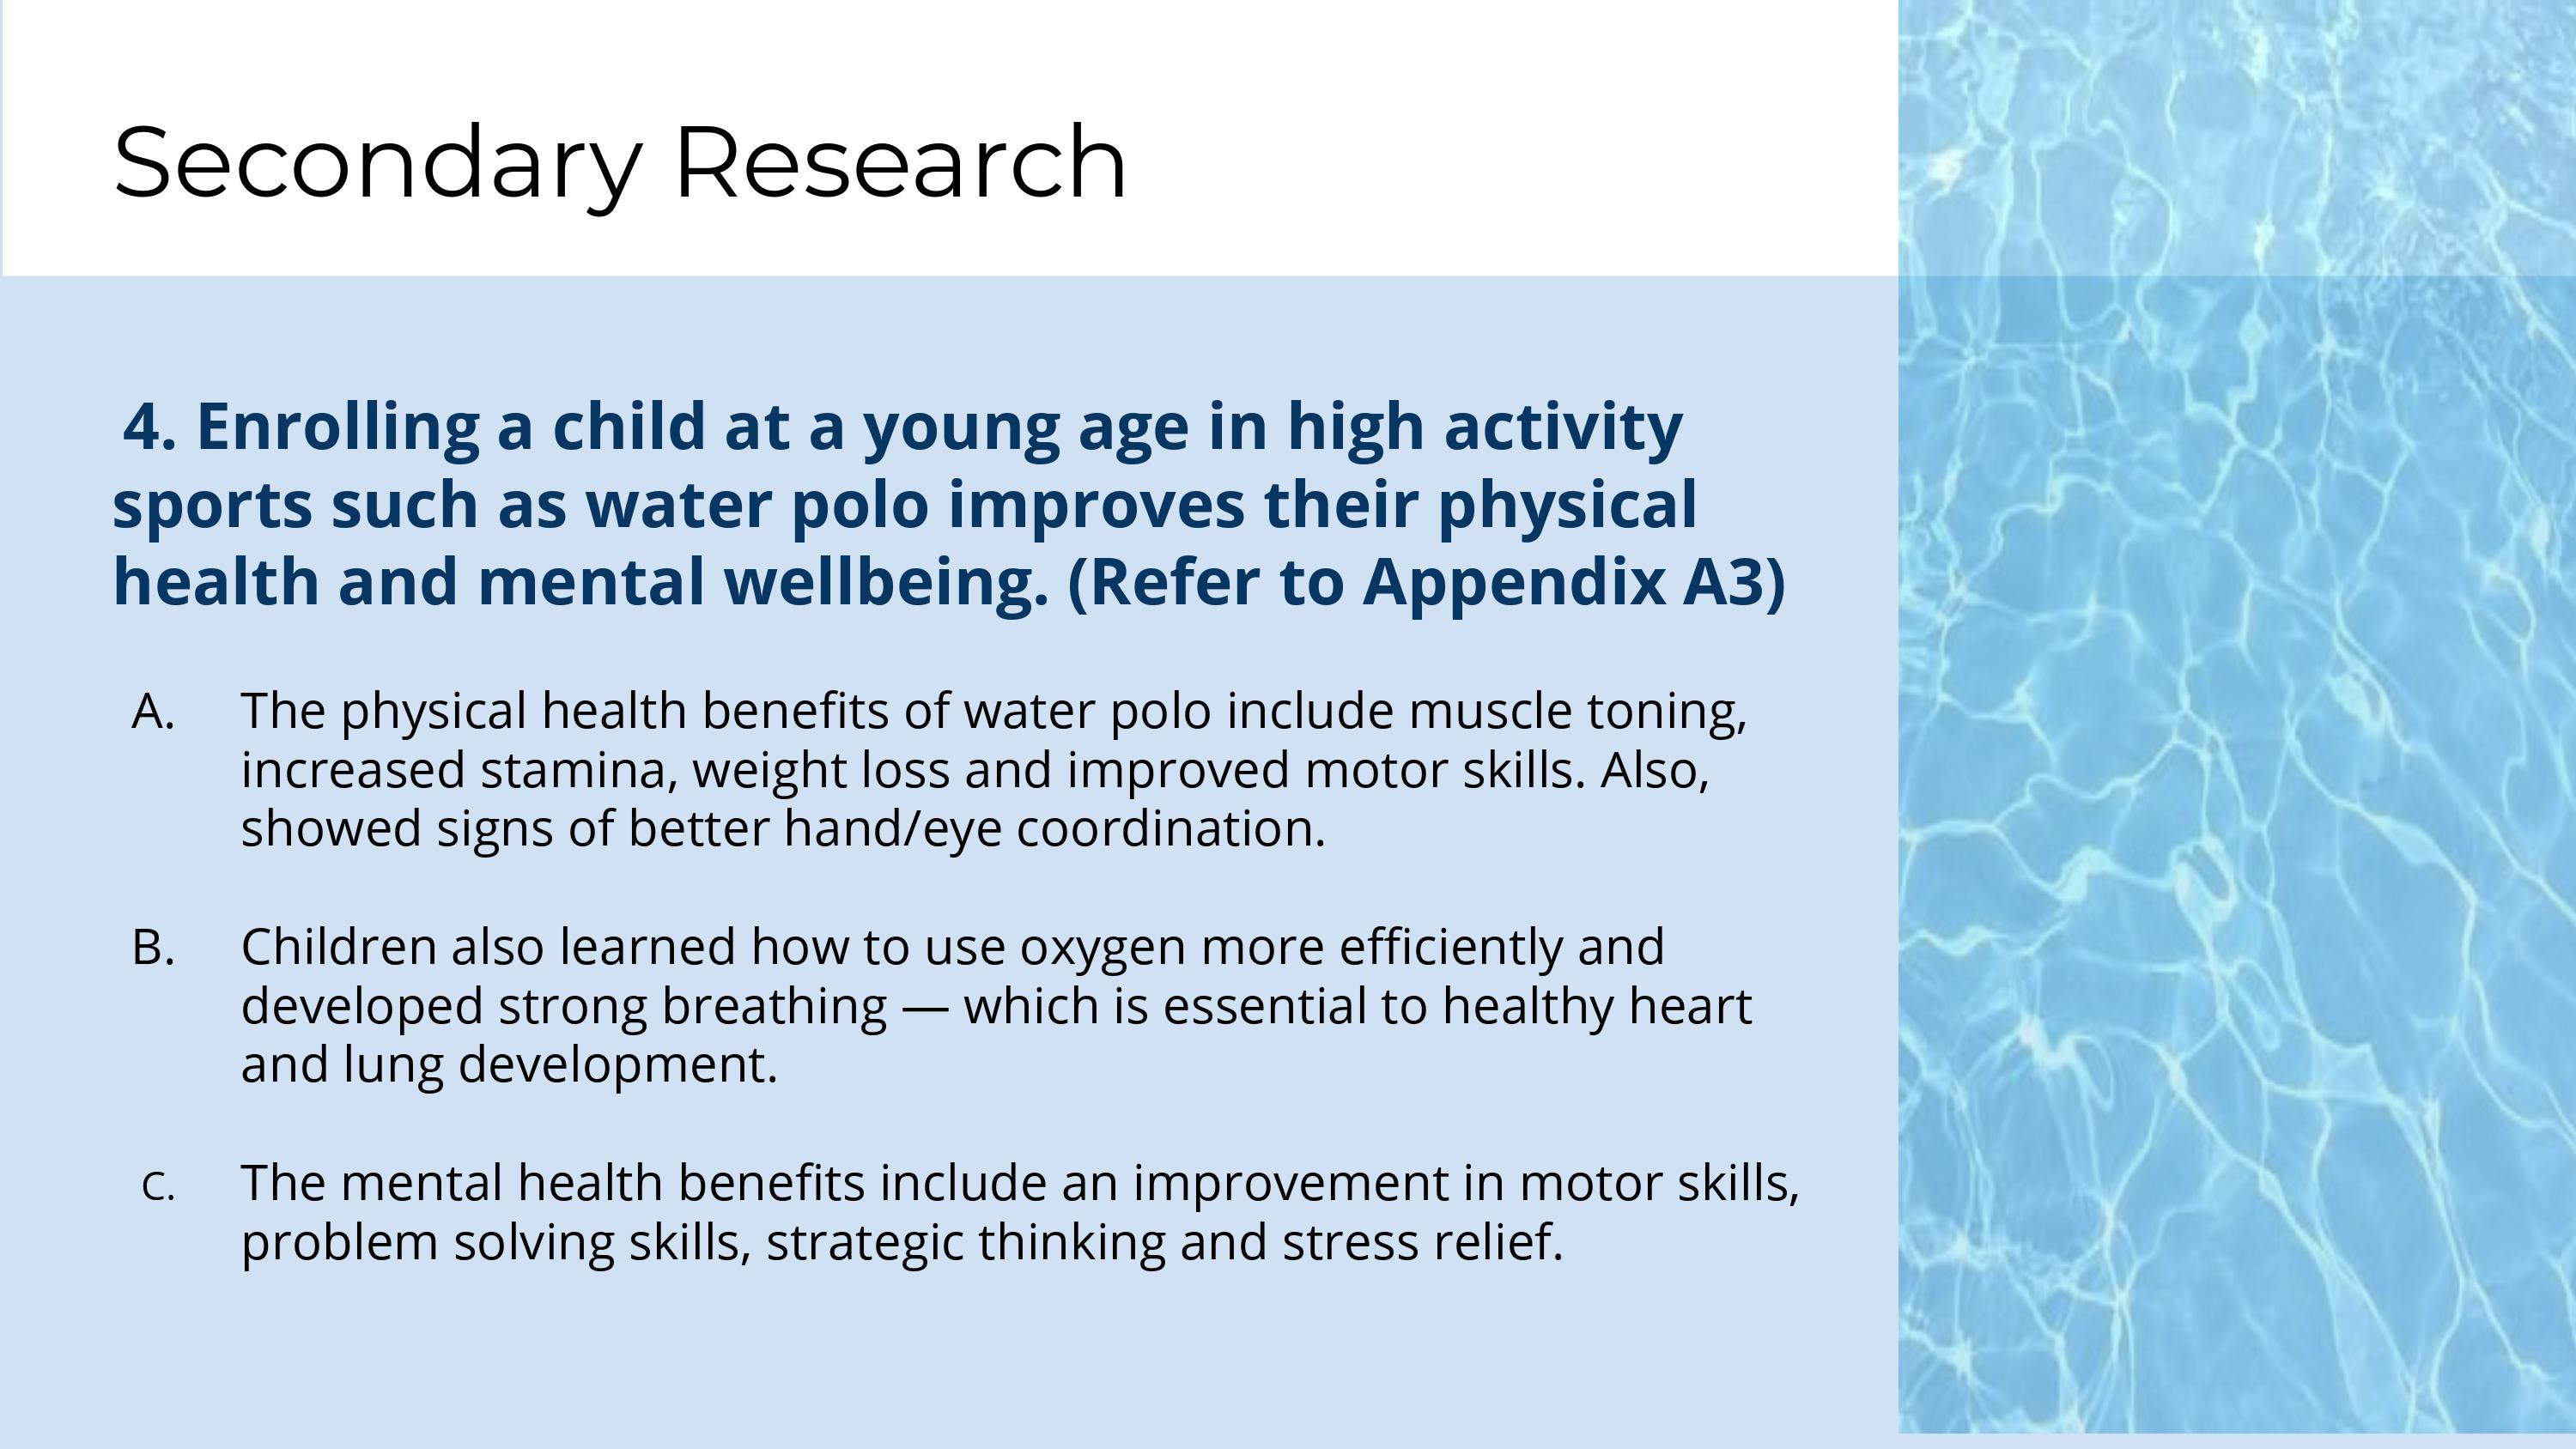 Secondary Research
4. Enrolling a child at a young age in high activity
sports such as water polo improves their physical
health and mental wellbeing. (Refer to Appendix A3)
A. The physical health benefits of water polo include muscle toning,
increased stamina, weight loss and improved motor skills. Also,
showed signs of better hand/eye coordination.
B. Children also learned how to use oxygen more efficiently and
developed strong breathing — which is essential to healthy heart
and lung development.
C. The mental health benefits include an improvement in motor skills,
problem solving skills, strategic thinking and stress relief.